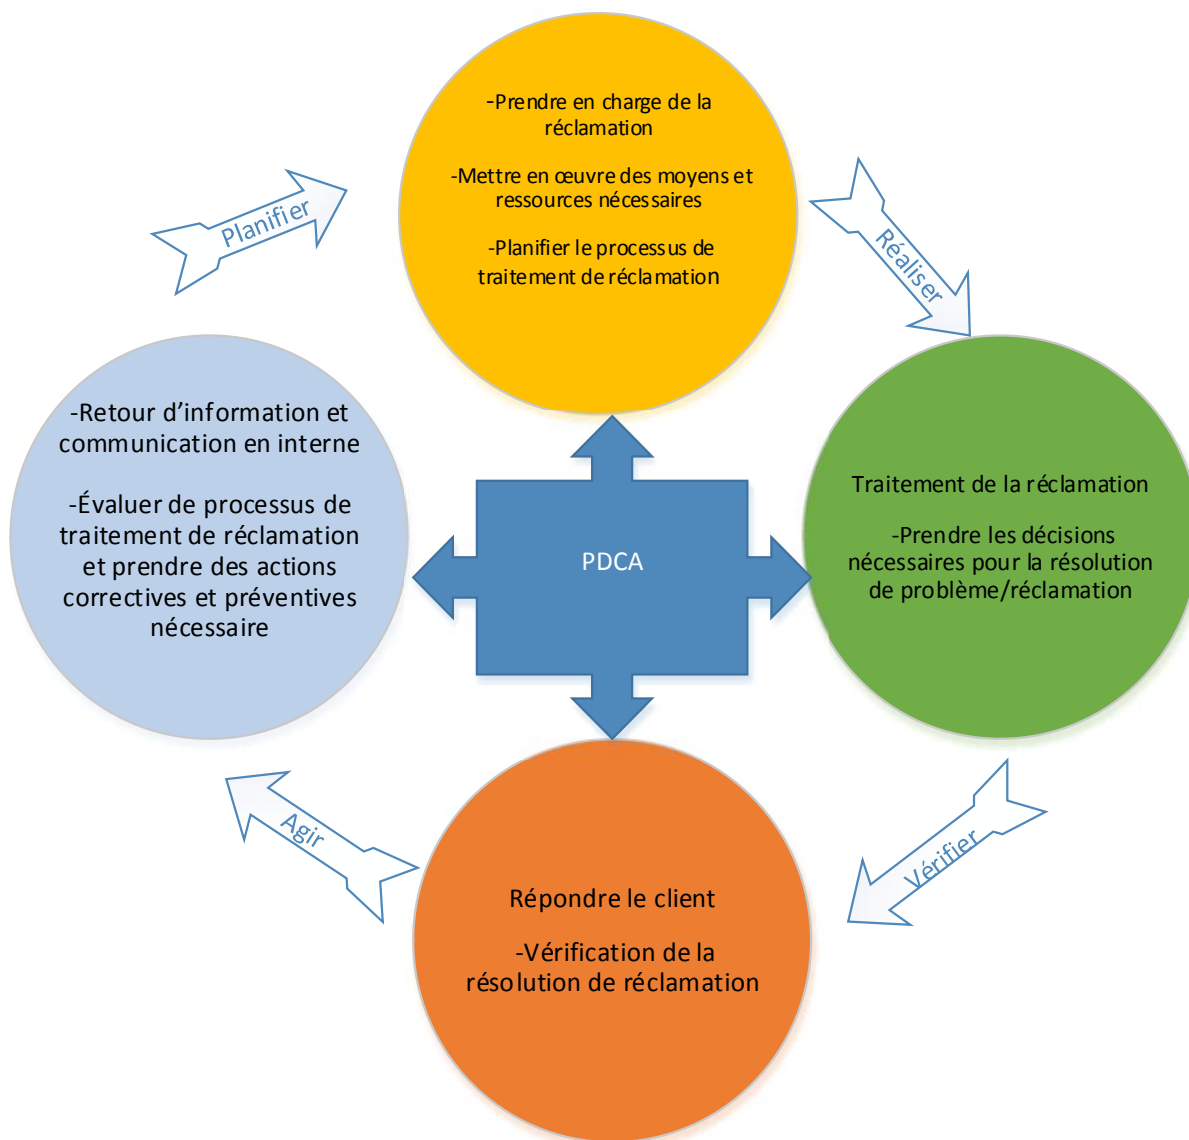 -Prendre en charge de la
réclamation
-Mettre en œuvre des moyens et
ressources nécessaires
-Planifier le processus de
traitement de réclamation
Planifier
Réaliser
-Retour d’information et
communication en interne
-Évaluer de processus de
traitement de réclamation
et prendre des actions
correctives et préventives
nécessaire
PDCA
Traitement de la réclamation
-Prendre les décisions
nécessaires pour la résolution
de problème/réclamation
Agir
Vérifier
Répondre le client
-Vérification de la
résolution de réclamation